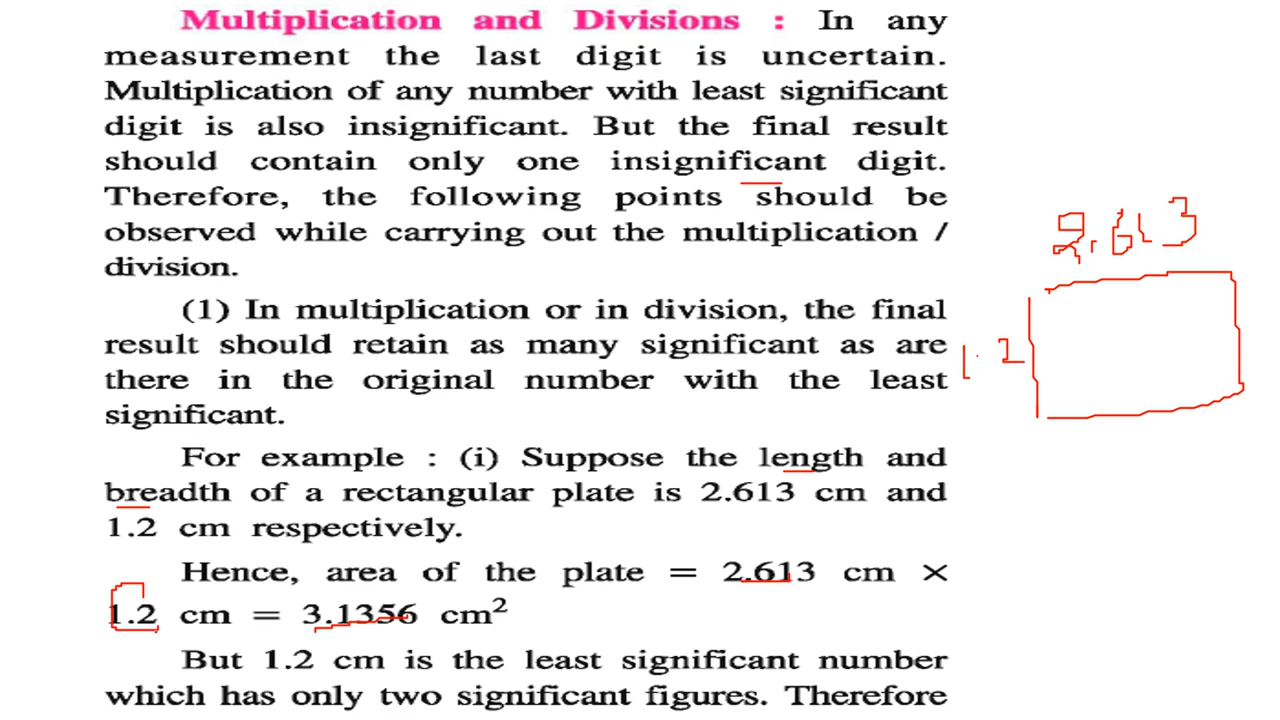 Multiplication and Divisions : In any
measurement the last digit is uncertain.
Multiplication of any number with least significant
digit is also insignificant. But the final result
should contain only one insignificant digit.
Therefore, the following points should be
observed while carrying out the multiplication /
division.
(1) In multiplication or in division, the final
result should retain as many significant as are
there in the original number with the least
significant.
For example : (i) Suppose the length and
breadth of a rectangular plate is 2.613 cm and
1.2 cm respectively.
Hence, area of the plate = 2.613 cm ×
1.2 cm = 3.1356 cm²
But 1.2 cm is the least significant number
which has only two significant figures. Therefore
2.613
1.2